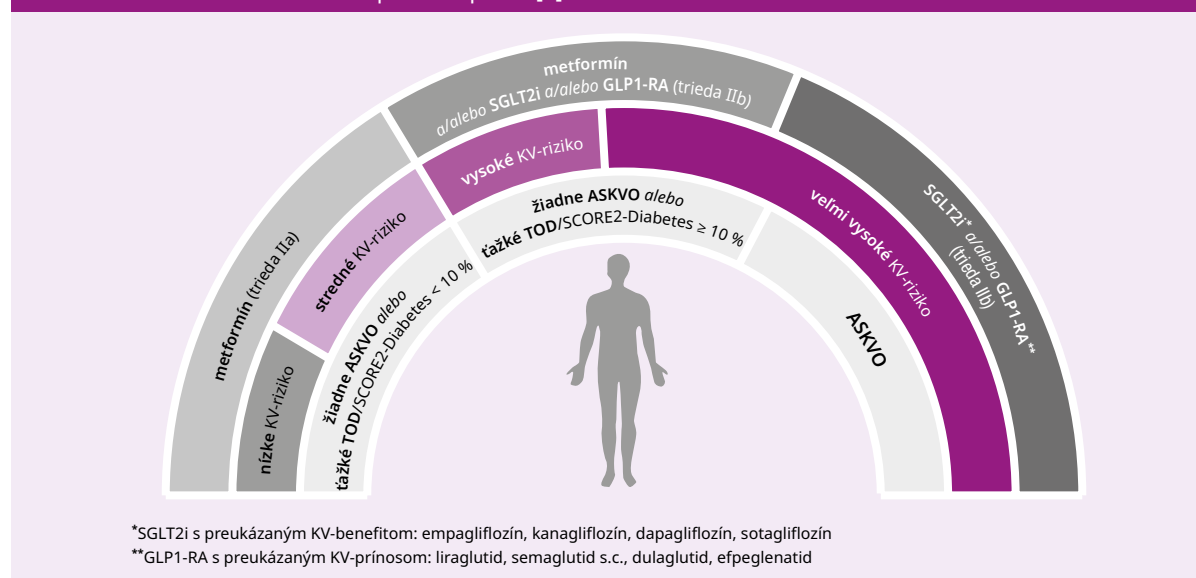 metformín
a/alebo SGLT2i a/alebo GLP1-RA (trieda IIb)
metformín (trieda IIa)
SGLT2i* a/alebo GLP1-RA**
(trieda IIb)
nízke KV-riziko
stredné KV-riziko
vysoké KV-riziko
veľmi vysoké KV-riziko
žiadne ASKVO alebo
ťažké TOD/SCORE2-Diabetes < 10 %
žiadne ASKVO alebo
ťažké TOD/SCORE2-Diabetes ≥ 10 %
ASKVO
*SGLT2i s preukázaným KV-benefitom: empagliflozín, kanagliflozín, dapagliflozín, sotagliflozín
**GLP1-RA s preukázaným KV-prínosom: liraglutid, semaglutid s.c., dulaglutid, efpeglenatid